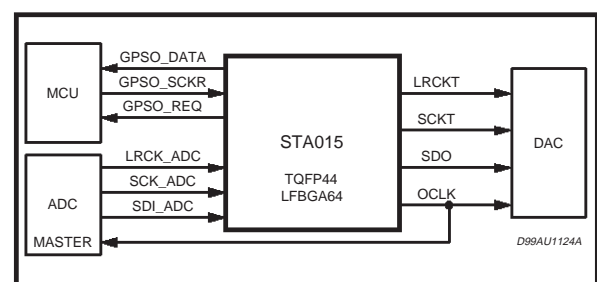 GPSO_DATA
GPSO_SCKR
GPSO_REQ
MCU
LRCK_ADC
SCK_ADC
SDI_ADC
ADC
MASTER
STA015
TQFP44
LFBGA64
LRCKT
SCKT
SDO
OCLK
DAC
D99AU1124A